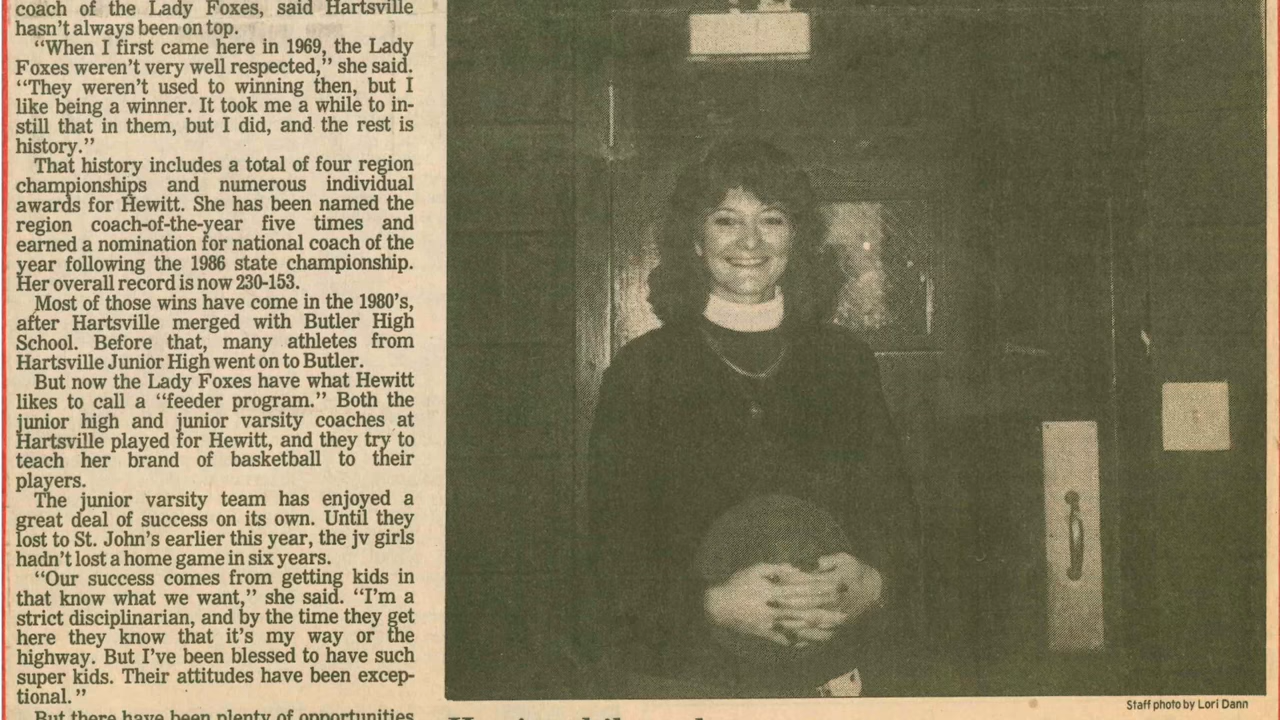 coach of the Lady Foxes, said Hartsville
hasn't always been on top.
"When I first came here in 1969, the Lady
Foxes weren't very well respected," she said.
"They weren't used to winning then, but I
like being a winner. It took me a while to in-
still that in them, but I did, and the rest is
history."
That history includes a total of four region
championships and numerous individual
awards for Hewitt. She has been named the
region coach-of-the-year five times and
earned a nomination for national coach of the
year following the 1986 state championship.
Her overall record is now 230-153.
Most of those wins have come in the 1980's,
after Hartsville merged with Butler High
School. Before that, many athletes from
Hartsville Junior High went on to Butler.
But now the Lady Foxes have what Hewitt
likes to call a "feeder program." Both the
junior high and junior varsity coaches at
Hartsville played for Hewitt, and they try to
teach her brand of basketball to their
players.
The junior varsity team has enjoyed a
great deal of success on its own. Until they
lost to St. John's earlier this year, the jv girls
hadn't lost a home game in six years.
"Our success comes from getting kids in
that know what we want," she said. "I'm a
strict disciplinarian, and by the time they get
here they know that it's my way or the
highway. But I've been blessed to have such
super kids. Their attitudes have been excep-
tional."
But there have been plenty of opportunities
Staff photo by Lori Dann